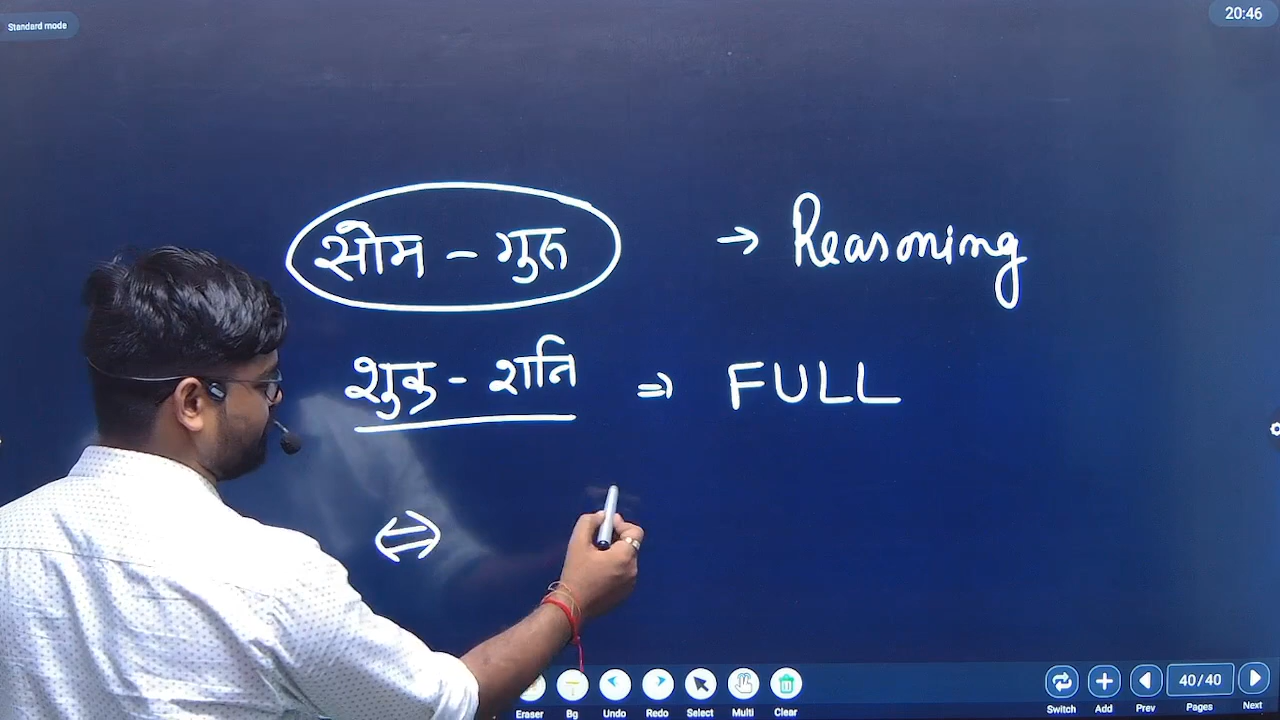 Standard mode
20:46
सोम - गुरु → Reasoning
शुक्र - शनि ⇒ FULL
⇔
Eraser Bg Undo Redo Select Multi Clear
Switch Add Prev Pages Next
40/40